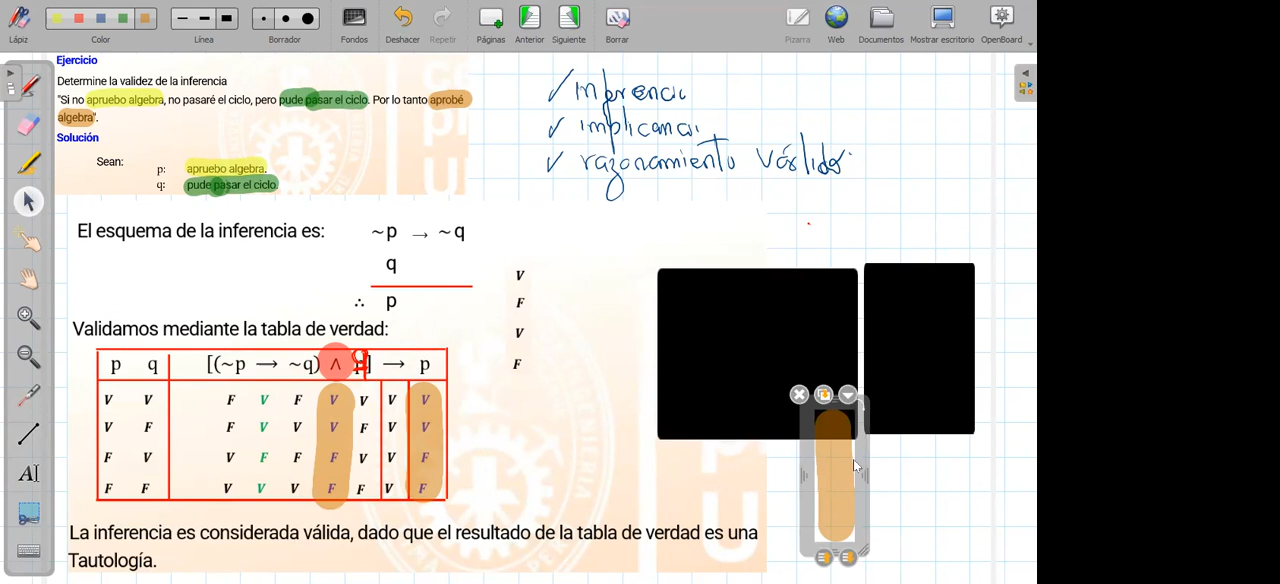 Lápiz Color Línea Borrador Fondos Deshacer Repetir Páginas Anterior Siguiente Borrar Pizarra Web Documentos Mostrar escritorio OpenBoard
Ejercicio
Determine la validez de la inferencia
"Si no apruebo algebra, no pasaré el ciclo, pero pude pasar el ciclo. Por lo tanto aprobé
algebra".
Solución
Sean:
p: apruebo algebra.
q: pude pasar el ciclo.
✓ inferencia
✓ implicancia
✓ razonamiento válido
El esquema de la inferencia es: ~p → ~q
q
∴ p
V
F
V
F
Validamos mediante la tabla de verdad:
p q [(~p → ~q) ∧ q] → p
V V F V F V V V V
V F F V V V F V V
F V V F F F V V F
F F V V V F F V F
La inferencia es considerada válida, dado que el resultado de la tabla de verdad es una
Tautología.